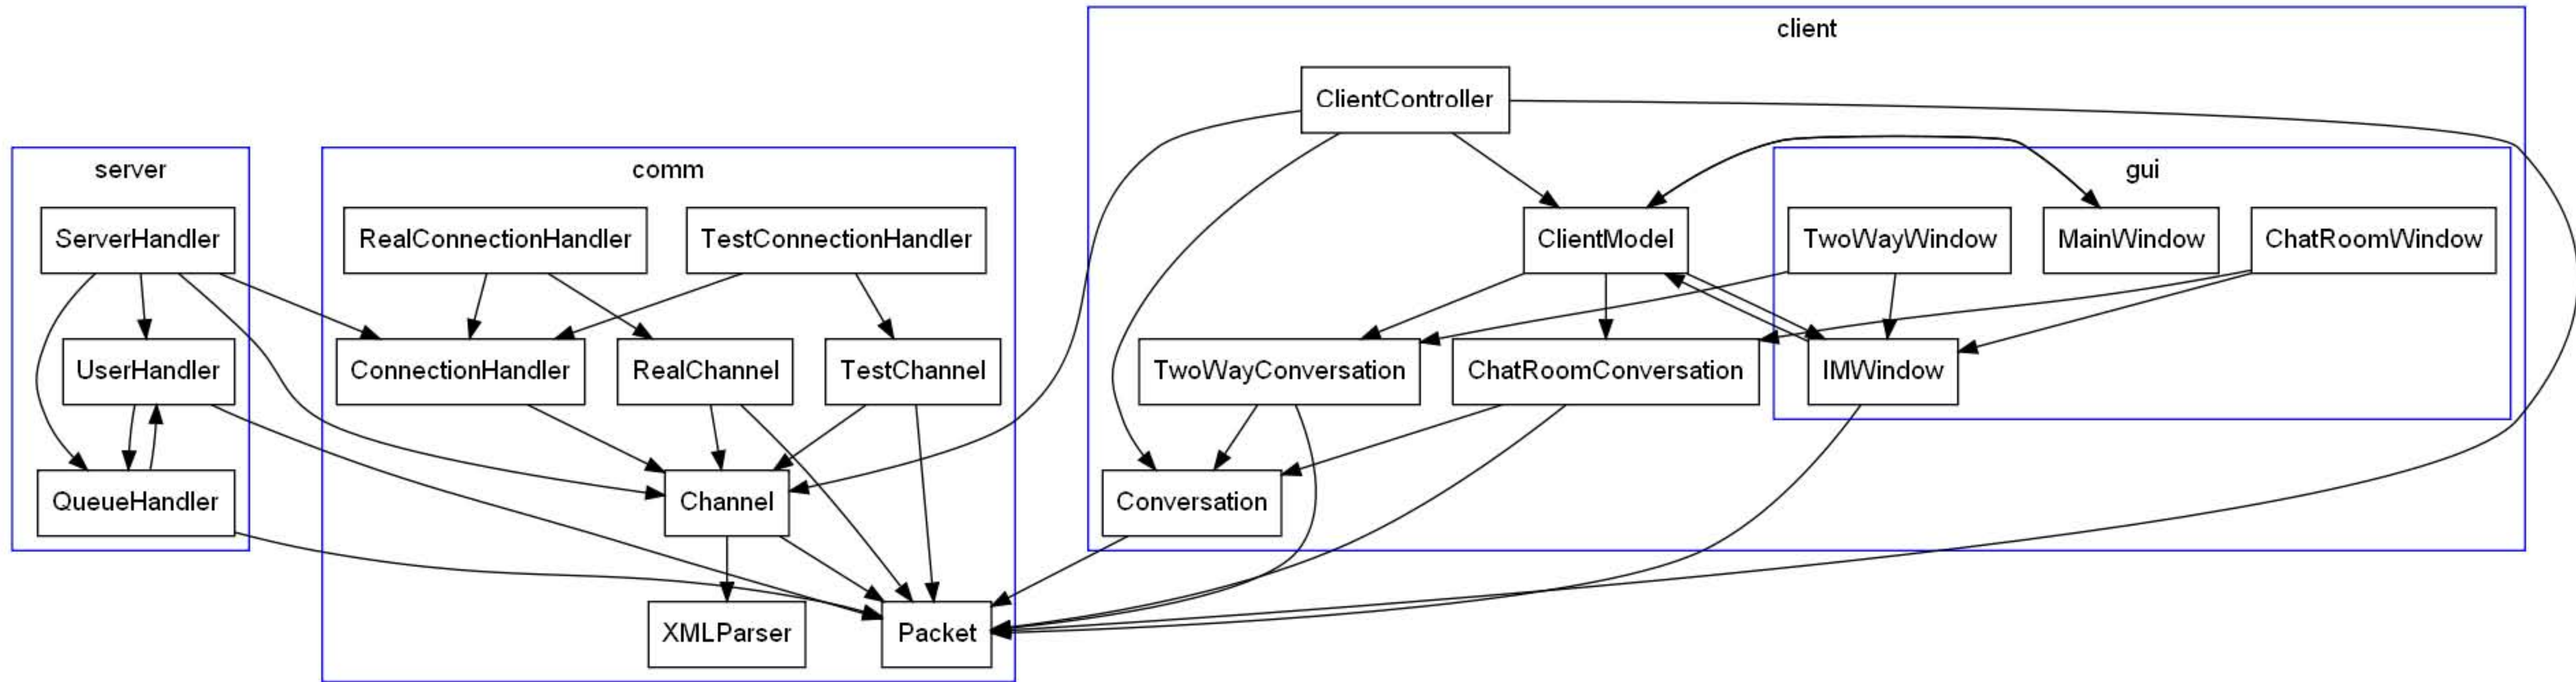 client
ClientController
server
comm
gui
ServerHandler
RealConnectionHandler
TestConnectionHandler
ClientModel
TwoWayWindow
MainWindow
ChatRoomWindow
UserHandler
ConnectionHandler
RealChannel
TestChannel
TwoWayConversation
ChatRoomConversation
IMWindow
QueueHandler
Channel
Conversation
XMLParser
Packet